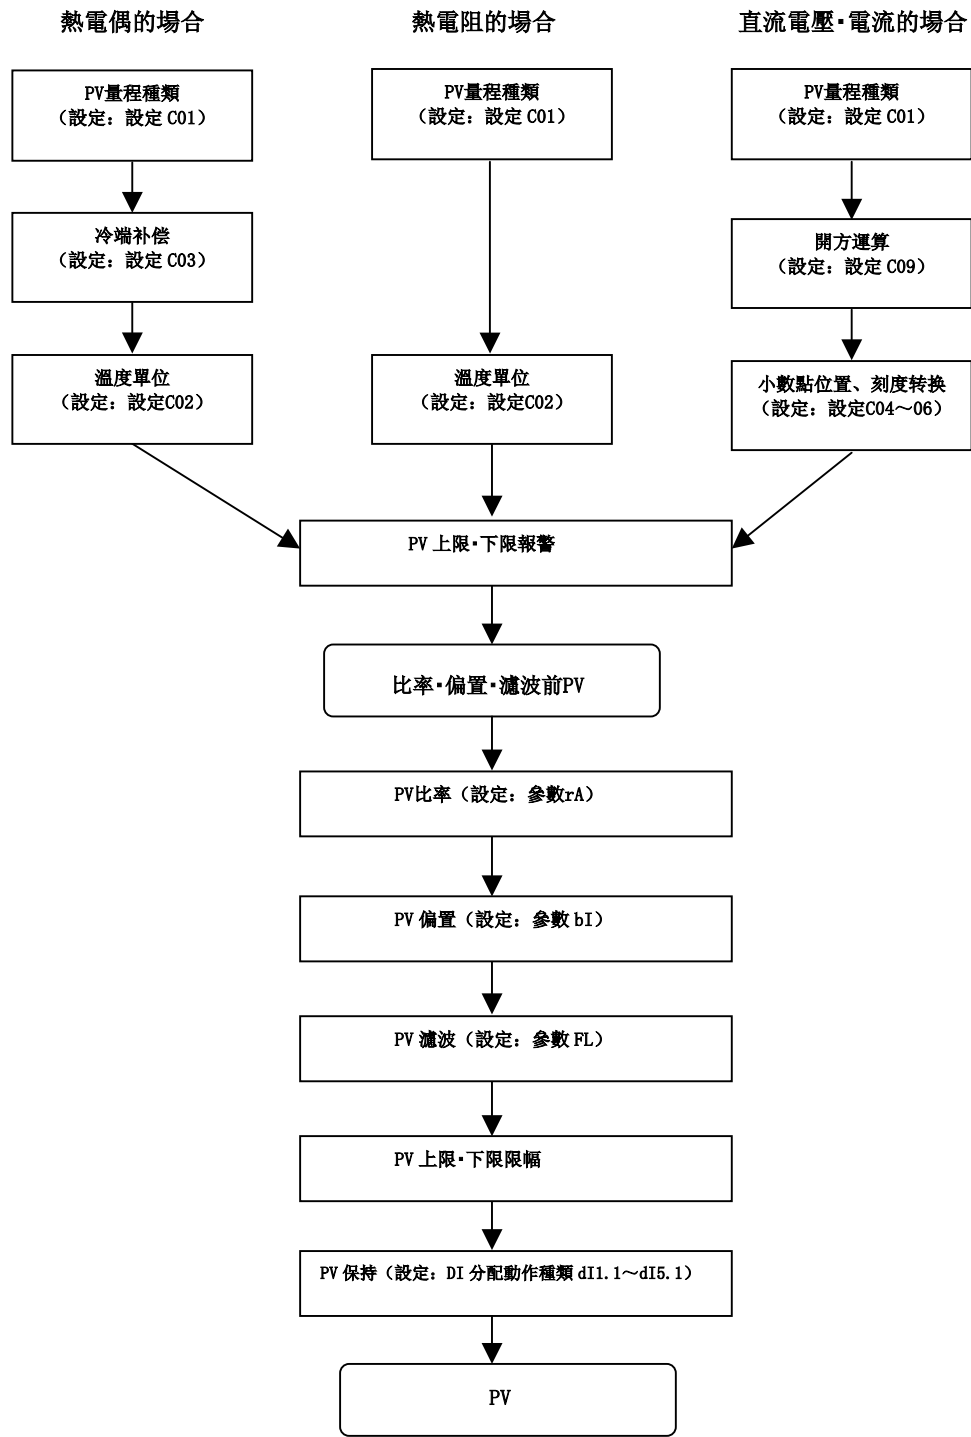 熱電偶的場合
熱電阻的場合
直流電壓･電流的場合
PV量程種類
（設定：設定 C01）
PV量程種類
（設定：設定 C01）
PV量程種類
（設定：設定 C01）
冷端补偿
（設定：設定 C03）
開方運算
（設定：設定 C09）
溫度單位
（設定：設定C02）
溫度單位
（設定：設定C02）
小數點位置、刻度转换
（設定：設定C04～06）
PV 上限･下限報警
比率･偏置･濾波前PV
PV比率（設定：參數rA）
PV 偏置（設定：參數 bI）
PV 濾波（設定：參數 FL）
PV 上限･下限限幅
PV 保持（設定：DI 分配動作種類 dI1.1～dI5.1）
PV